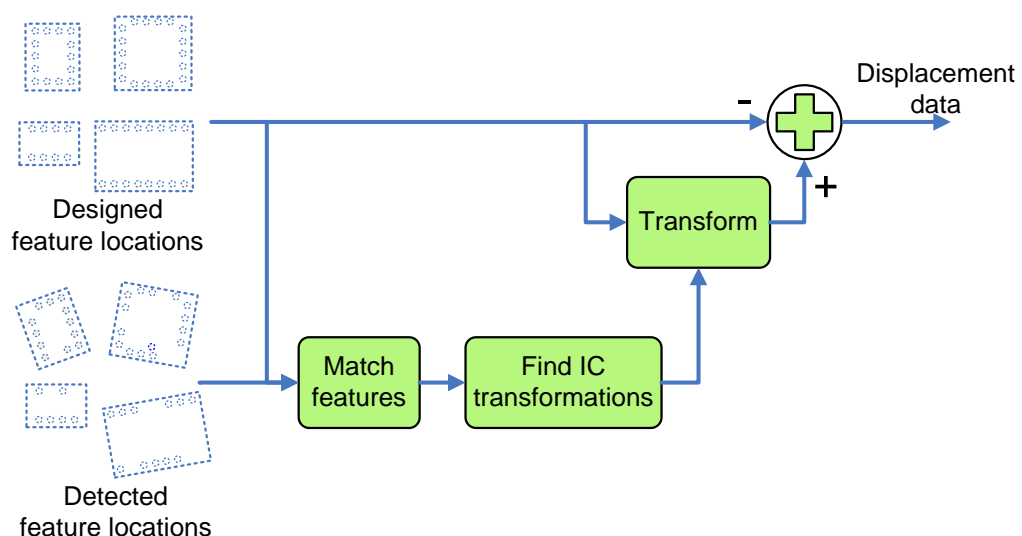 Displacement
data
-
+
Designed
feature locations
Transform
Match
features
Find IC
transformations
Detected
feature locations